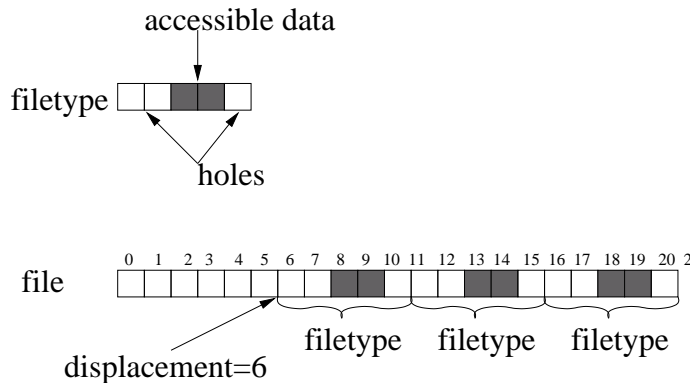 accessible data
filetype
holes
0 1 2 3 4 5 6 7 8 9 10 11 12 13 14 15 16 17 18 19 20 2
file
filetype filetype filetype
displacement=6